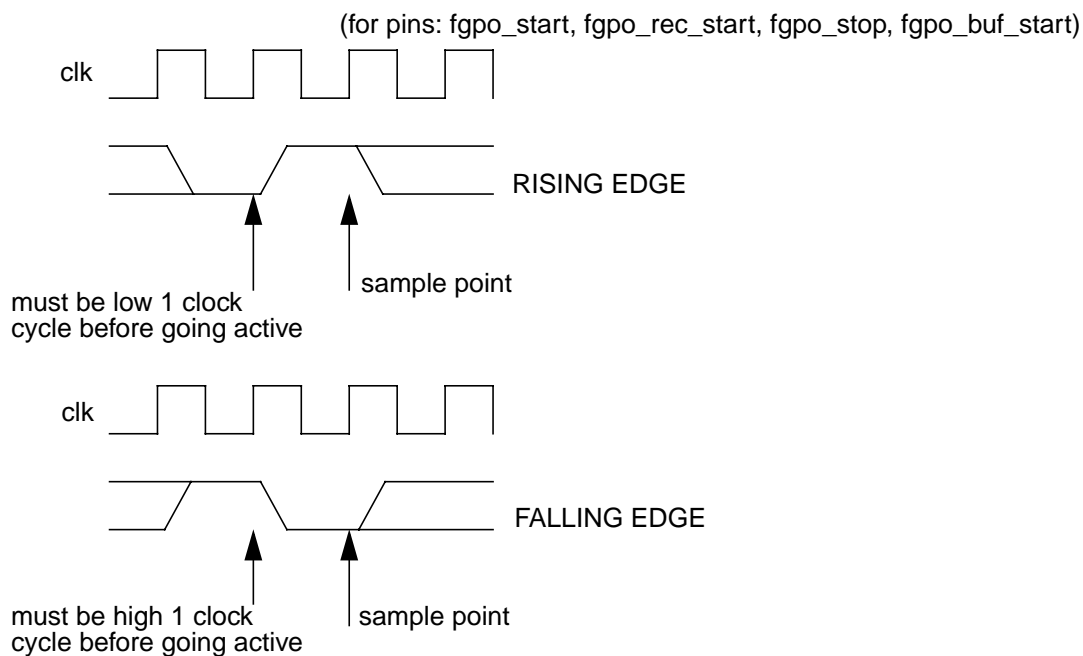 (for pins: fgpo_start, fgpo_rec_start, fgpo_stop, fgpo_buf_start)
clk
RISING EDGE
sample point
must be low 1 clock
cycle before going active
clk
FALLING EDGE
must be high 1 clock
cycle before going active
sample point